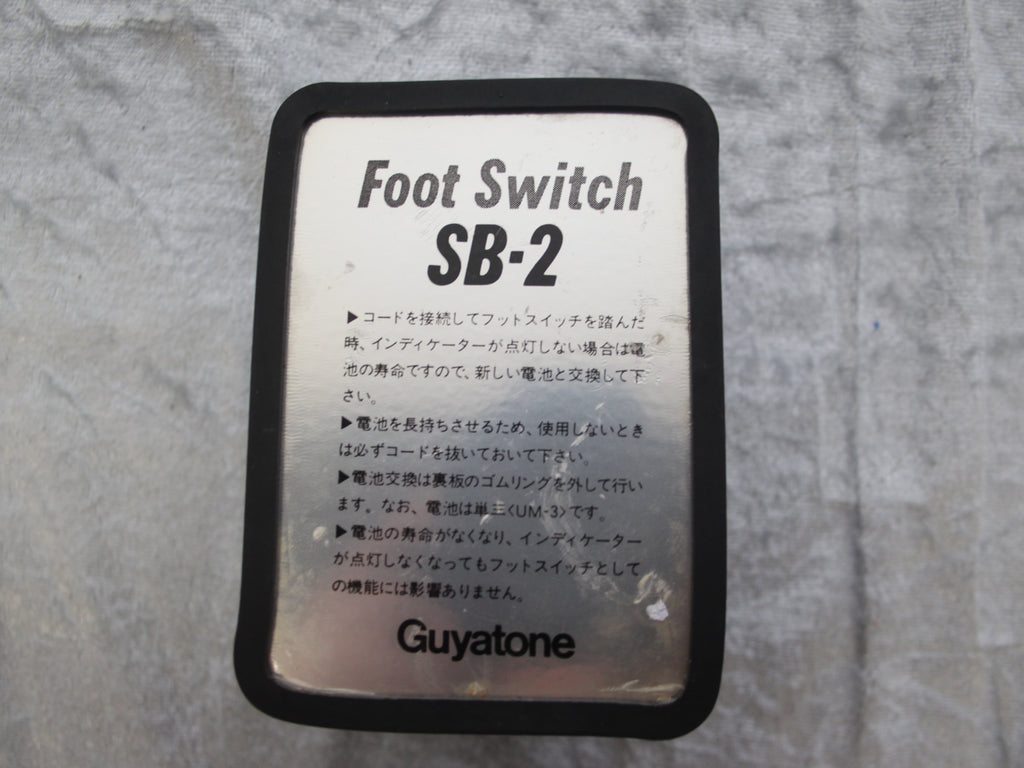 Foot Switch
SB-2
▶コードを接続してフットスイッチを踏んだ
時、インディケーターが点灯しない場合は電
池の寿命ですので、新しい電池と交換して下
さい。
▶電池を長持ちさせるため、使用しないとき
は必ずコードを抜いておいて下さい。
▶電池交換は裏板のゴムリングを外して行い
ます。なお、電池は単三〈UM-3〉です。
▶電池の寿命がなくなり、インディケーター
が点灯しなくなってもフットスイッチとして
の機能には影響ありません。
Guyatone